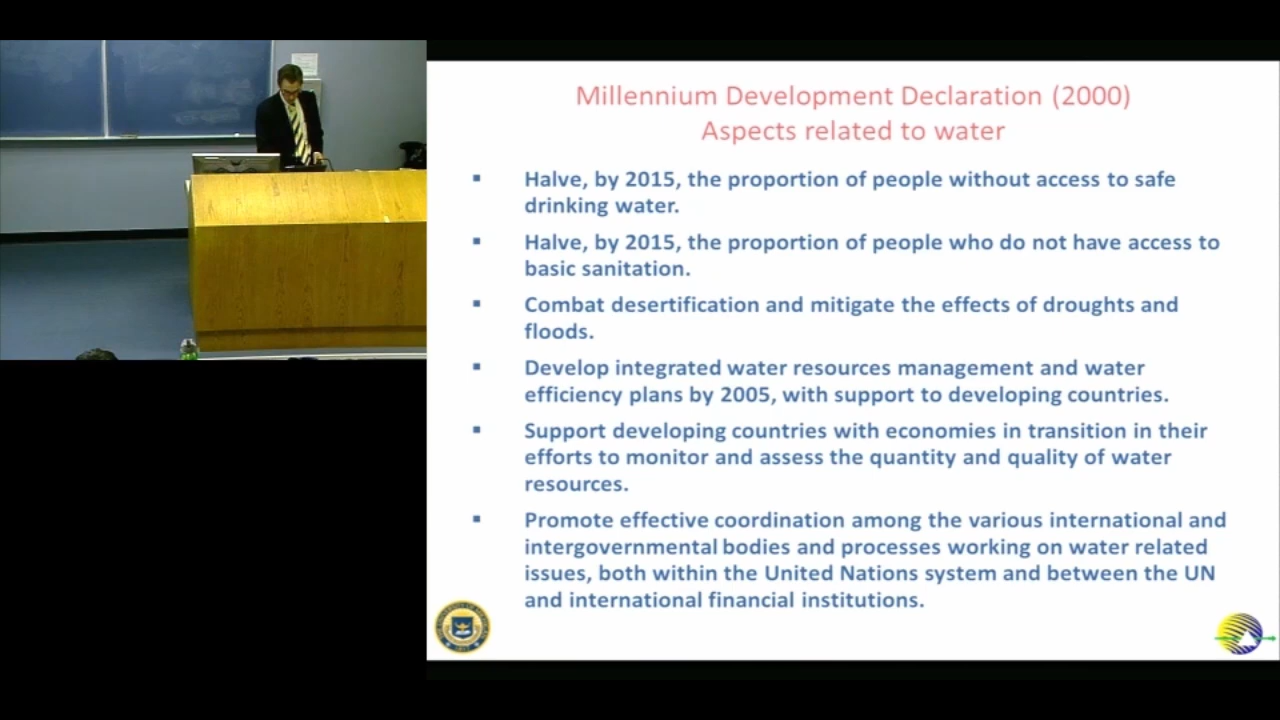 Millennium Development Declaration (2000)
Aspects related to water
▪ Halve, by 2015, the proportion of people without access to safe
drinking water.
▪ Halve, by 2015, the proportion of people who do not have access to
basic sanitation.
▪ Combat desertification and mitigate the effects of droughts and
floods.
▪ Develop integrated water resources management and water
efficiency plans by 2005, with support to developing countries.
▪ Support developing countries with economies in transition in their
efforts to monitor and assess the quantity and quality of water
resources.
▪ Promote effective coordination among the various international and
intergovernmental bodies and processes working on water related
issues, both within the United Nations system and between the UN
and international financial institutions.